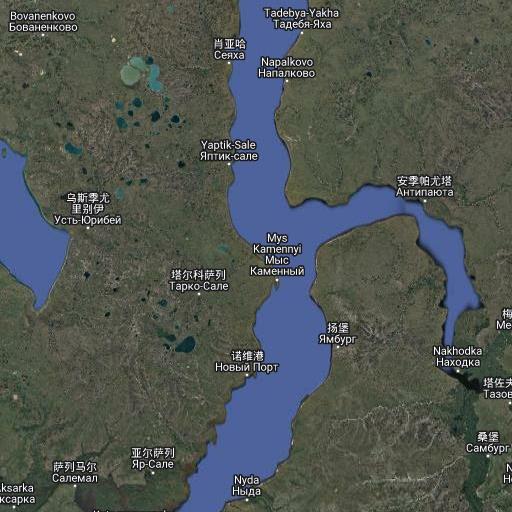 Bovanenkovo
Бованенково
Tadebya-Yakha
Тадебя-Яха
肖亚哈
Сеяха
Napalkovo
Напалково
Yaptik-Sale
Яптик-сале
乌斯季尤
里别伊
Усть-Юрибей
安季帕尤塔
Антипаюта
Mys
Kamennyi
Мыс
Каменный
塔尔科萨列
Тарко-Сале
扬堡
Ямбург
诺维港
Новый Порт
Nakhodka
Находка
塔佐夫
Тазов
桑堡
Самбург
亚尔萨列
Яр-Сале
萨列马尔
Салемал
Aksarka
ксарка
Nyda
Ныда